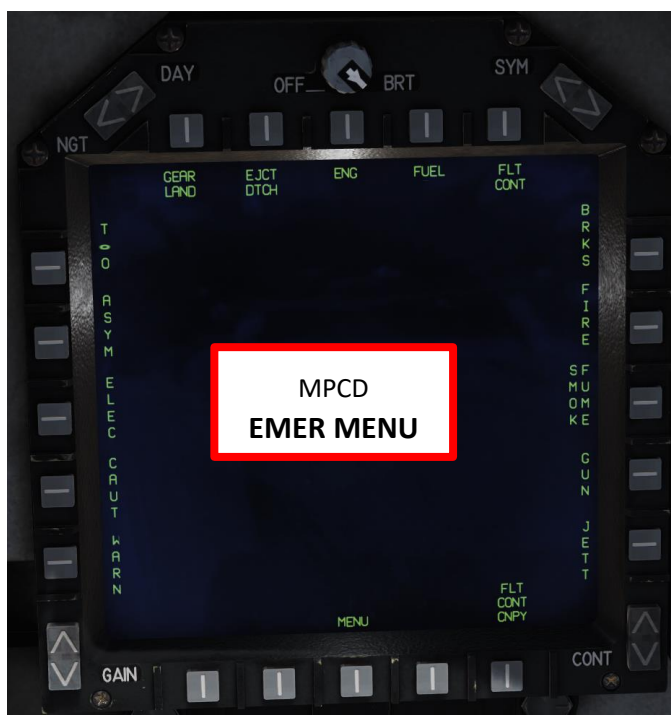 DAY
OFF
BRT
SYM
NGT
GEAR
LAND
EJCT
DTCH
ENG
FUEL
FLT
CONT
T-O
ASYM
ELEC
CAUT
WARN
BRKS
FIRE
SMOK
FUME
GUN
JETT
MPCD
EMER MENU
MENU
FLT
CONT
CNPY
GAIN
CONT